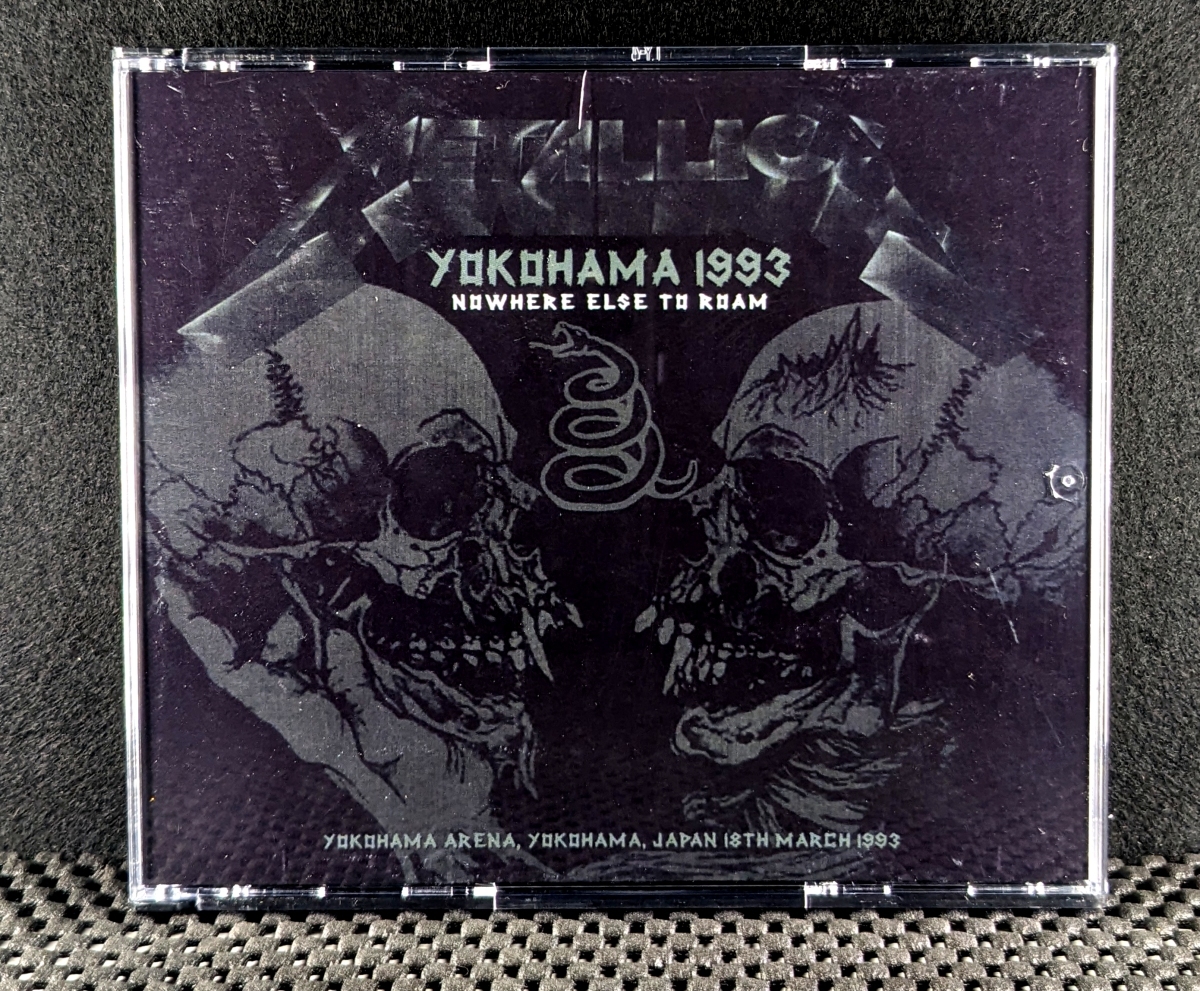 METALLICA
YOKOHAMA 1993
NOWHERE ELSE TO ROAM
YOKOHAMA ARENA, YOKOHAMA, JAPAN 18TH MARCH 1993